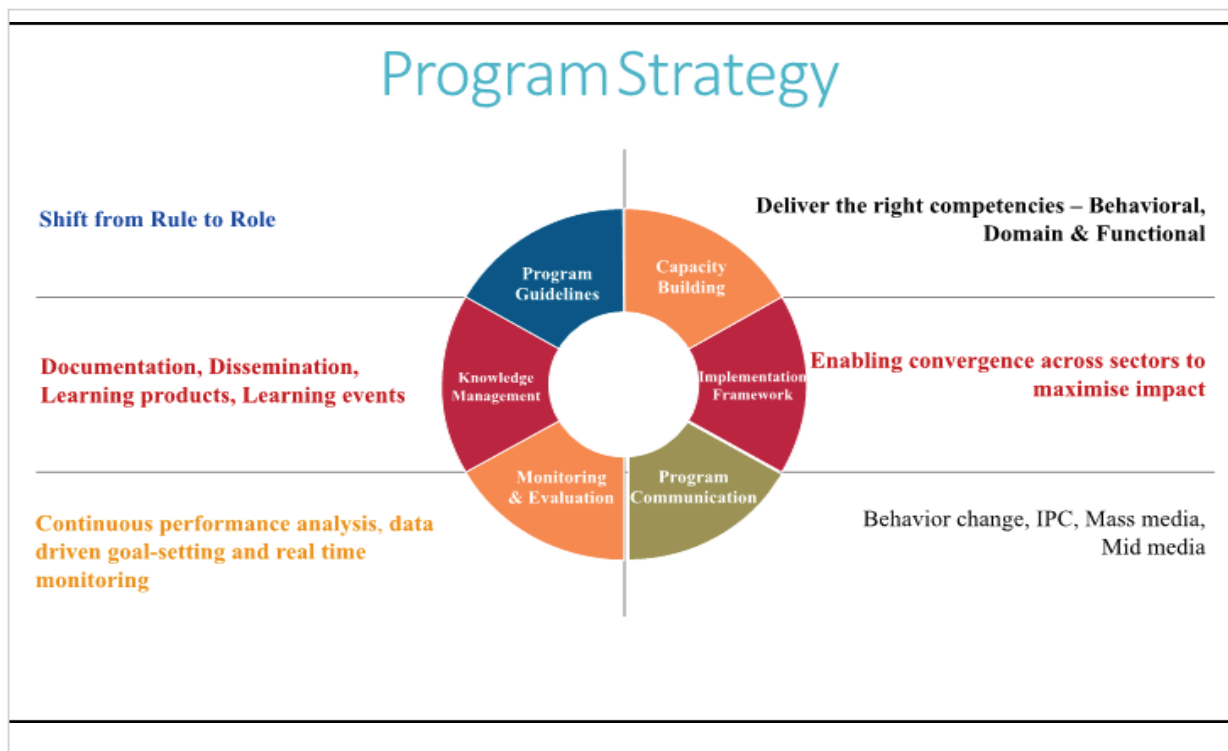 Program Strategy
Shift from Rule to Role
Deliver the right competencies – Behavioral,
Domain & Functional
Program
Guidelines
Capacity
Building
Documentation, Dissemination,
Learning products, Learning events
Knowledge
Management
Implementation
Framework
Enabling convergence across sectors to
maximise impact
Monitoring
& Evaluation
Program
Communication
Continuous performance analysis, data
driven goal-setting and real time
monitoring
Behavior change, IPC, Mass media,
Mid media